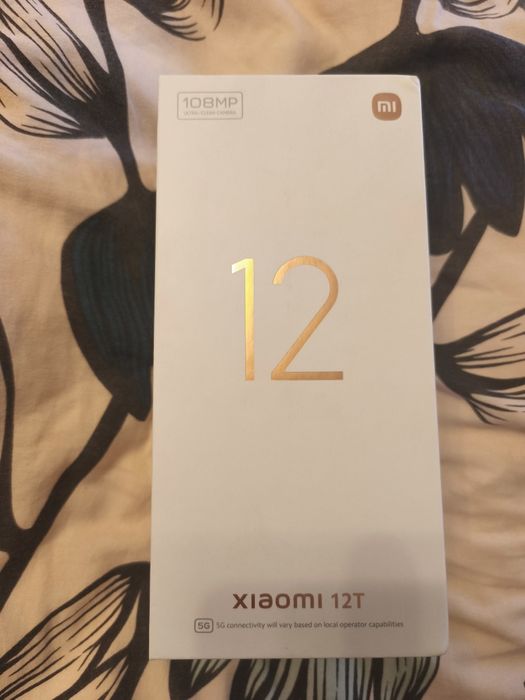 108MP
ULTRA-CLEAR CAMERA
mi
12
XIAOMI 12T
5G 5G connectivity will vary based on local operator capabilities